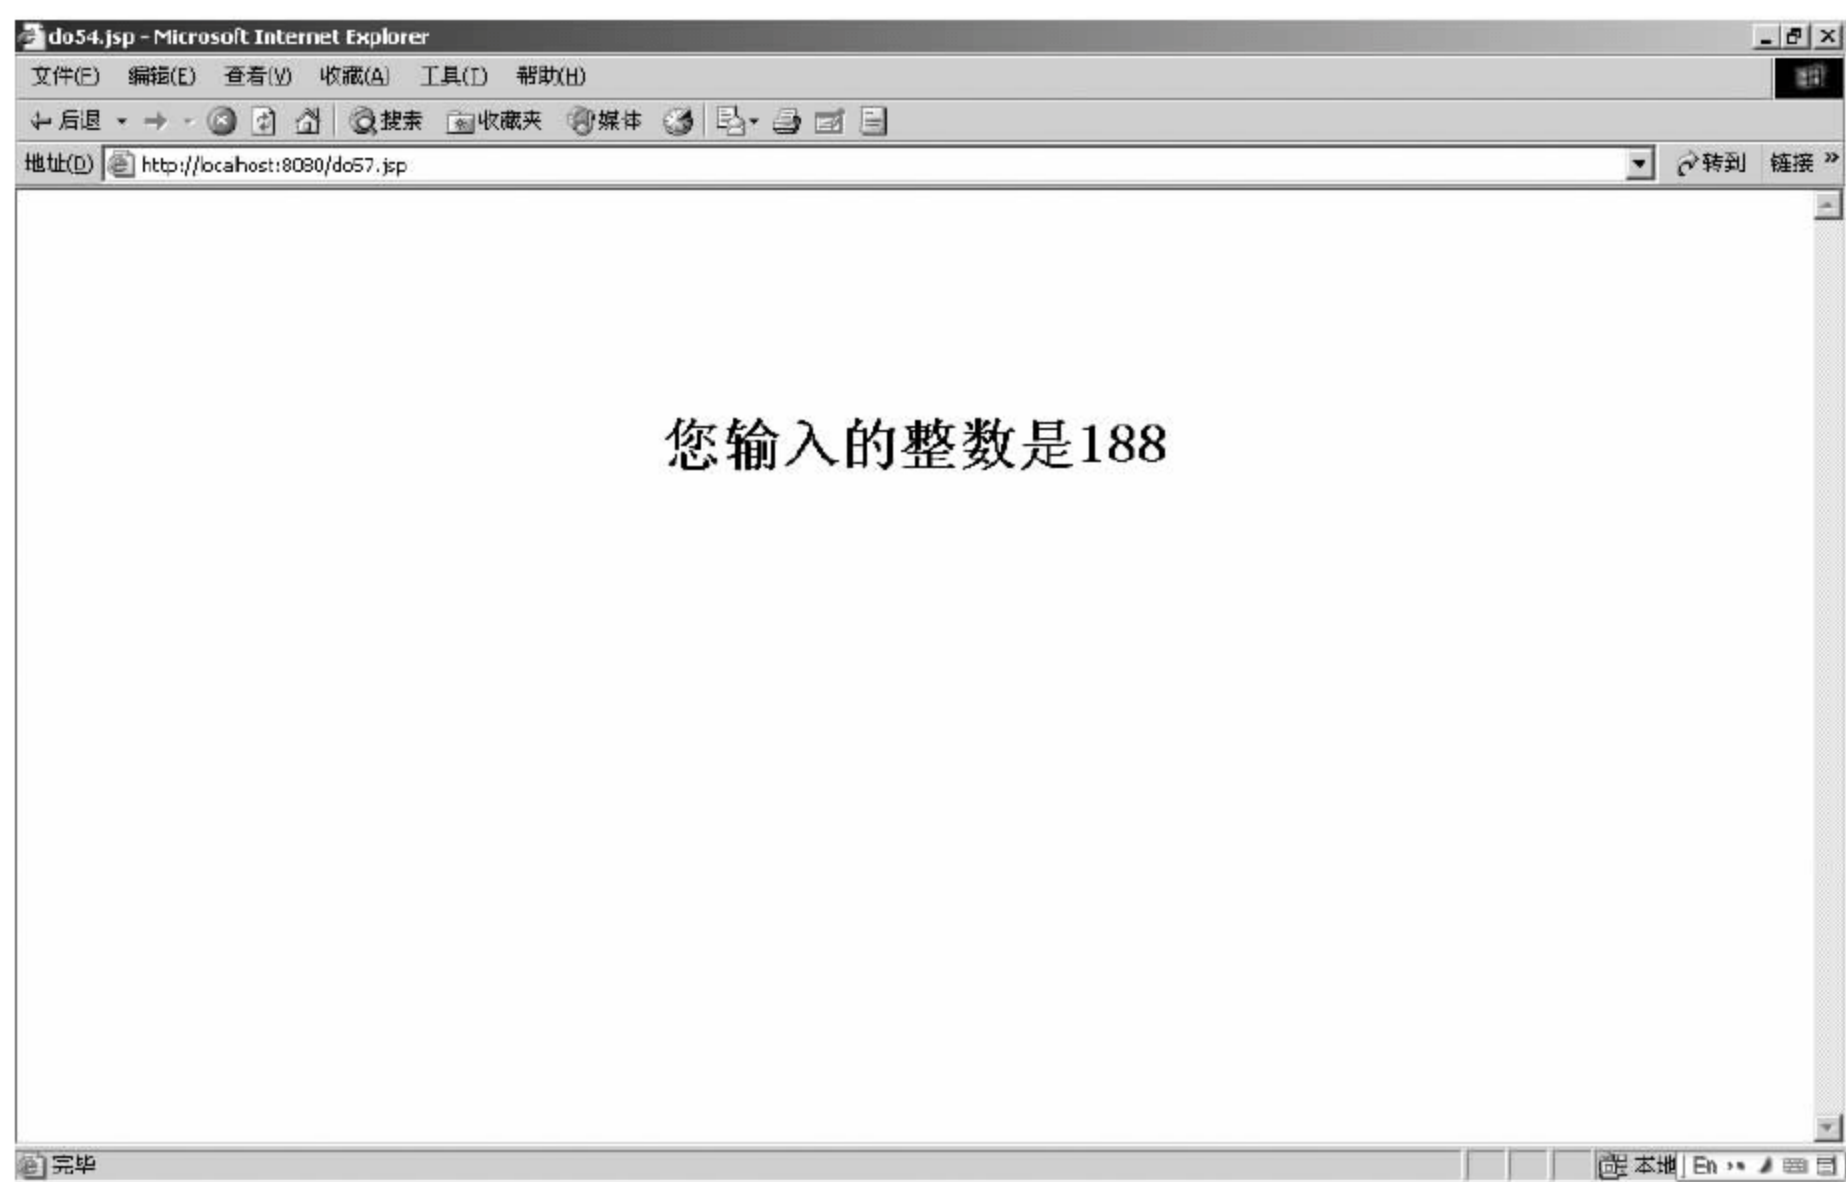 do54.jsp - Microsoft Internet Explorer
文件(F) 编辑(E) 查看(V) 收藏(A) 工具(T) 帮助(H)
后退 搜索 收藏夹 媒体
地址(D) http://localhost:8080/do57.jsp 转到 链接 »
您输入的整数是188
完毕 本地 En